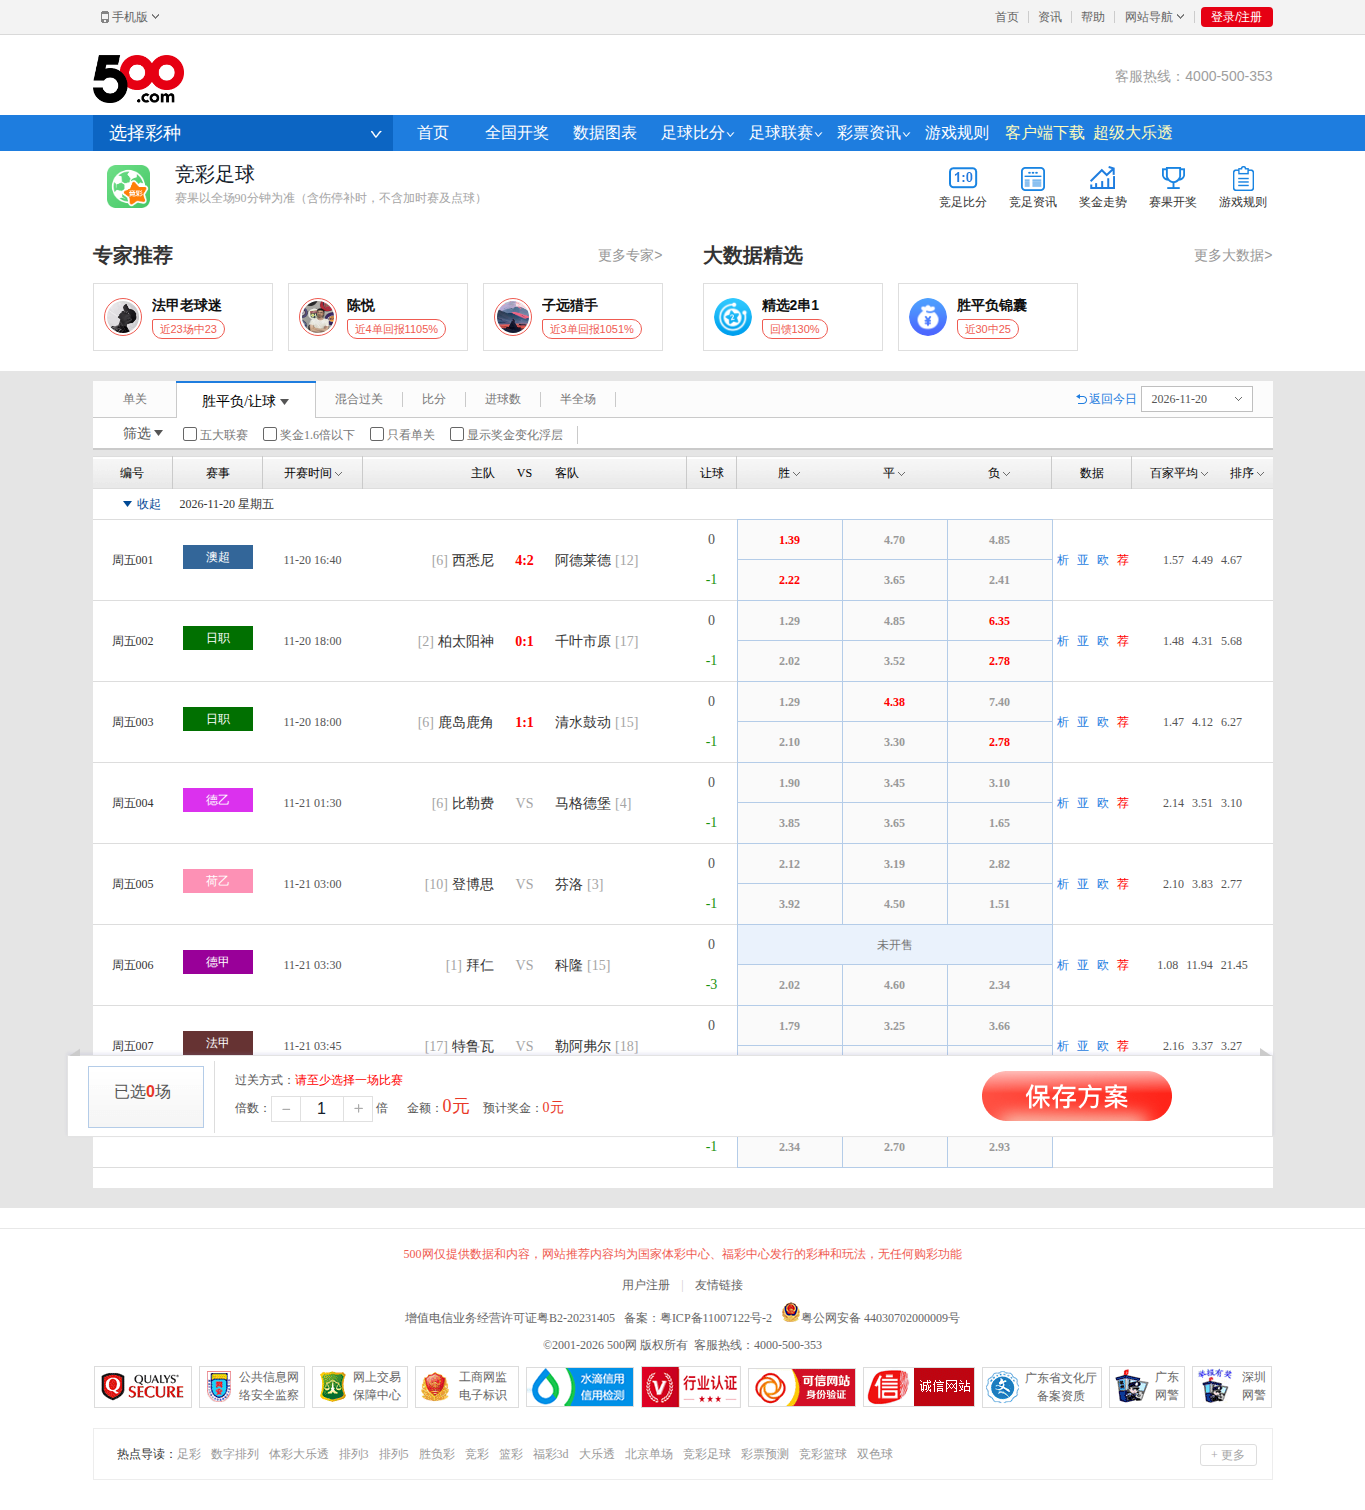 手机版
首页 资讯 帮助 网站导航 登录/注册
500.com
客服热线：4000-500-353
选择彩种 首页 全国开奖 数据图表 足球比分 足球联赛 彩票资讯 游戏规则 客户端下载 超级大乐透
竞彩足球
赛果以全场90分钟为准（含伤停补时，不含加时赛及点球）
1:0
竞足比分 竞足资讯 奖金走势 赛果开奖 游戏规则
专家推荐 更多专家> 大数据精选 更多大数据>
法甲老球迷 陈悦 子远猎手 精选2串1 胜平负锦囊
近23场中23 近4单回报1105% 近3单回报1051% 回馈130% 近30中25
单关 胜平负/让球 混合过关 比分 进球数 半全场 返回今日 2026-11-20
筛选 五大联赛 奖金1.6倍以下 只看单关 显示奖金变化浮层
编号 赛事 开赛时间 主队 VS 客队 让球 胜 平 负 数据 百家平均 排序
收起 2026-11-20 星期五
0 1.39 4.70 4.85
周五001 澳超 11-20 16:40 [6] 西悉尼 4:2 阿德莱德 [12] 析 亚 欧 荐 1.57 4.49 4.67
-1 2.22 3.65 2.41
0 1.29 4.85 6.35
周五002 日职 11-20 18:00 [2] 柏太阳神 0:1 千叶市原 [17] 析 亚 欧 荐 1.48 4.31 5.68
-1 2.02 3.52 2.78
0 1.29 4.38 7.40
周五003 日职 11-20 18:00 [6] 鹿岛鹿角 1:1 清水鼓动 [15] 析 亚 欧 荐 1.47 4.12 6.27
-1 2.10 3.30 2.78
0 1.90 3.45 3.10
周五004 德乙 11-21 01:30 [6] 比勒费 VS 马格德堡 [4] 析 亚 欧 荐 2.14 3.51 3.10
-1 3.85 3.65 1.65
0 2.12 3.19 2.82
周五005 荷乙 11-21 03:00 [10] 登博思 VS 芬洛 [3] 析 亚 欧 荐 2.10 3.83 2.77
-1 3.92 4.50 1.51
0 未开售
周五006 德甲 11-21 03:30 [1] 拜仁 VS 科隆 [15] 析 亚 欧 荐 1.08 11.94 21.45
-3 2.02 4.60 2.34
0 1.79 3.25 3.66
周五007 法甲 11-21 03:45 [17] 特鲁瓦 VS 勒阿弗尔 [18] 析 亚 欧 荐 2.16 3.37 3.27
已选0场 过关方式：请至少选择一场比赛
倍数： − 1 + 倍 金额：0元 预计奖金：0元 保存方案
-1 2.34 2.70 2.93
500网仅提供数据和内容，网站推荐内容均为国家体彩中心、福彩中心发行的彩种和玩法，无任何购彩功能
用户注册 友情链接
增值电信业务经营许可证粤B2-20231405 备案：粤ICP备11007122号-2 粤公网安备 44030702000009号
©2001-2026 500网 版权所有 客服热线：4000-500-353
QUALYS® SECURE
公共信息网 络安全监察
网上交易 保障中心
工商网监 电子标识
水滴信用 信用检测
行业认证
可信网站 身份验证
信 诚信网站
广东省文化厅 备案资质
广东 网警
举报有奖 深圳 网警
热点导读：足彩 数字排列 体彩大乐透 排列3 排列5 胜负彩 竞彩 篮彩 福彩3d 大乐透 北京单场 竞彩足球 彩票预测 竞彩篮球 双色球 + 更多